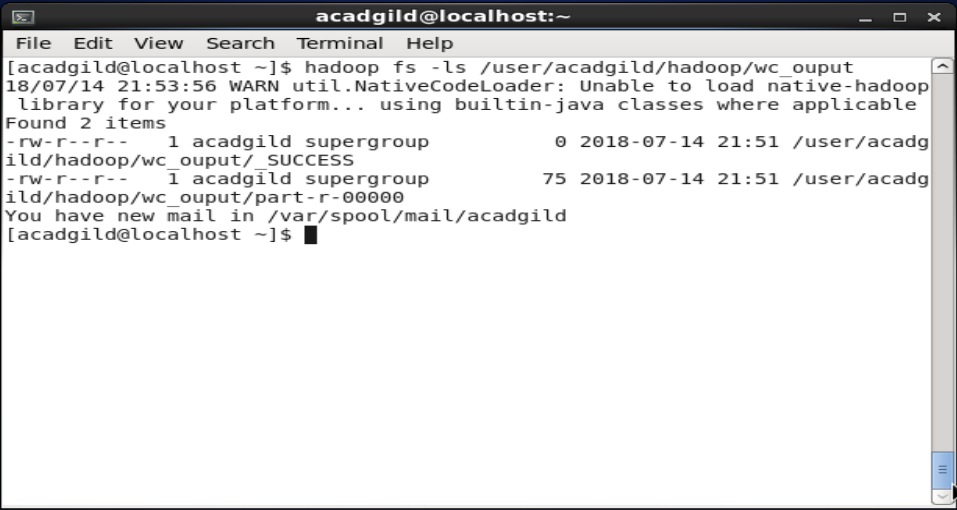 acadgild@localhost:~
File Edit View Search Terminal Help
[acadgild@localhost ~]$ hadoop fs -ls /user/acadgild/hadoop/wc_ouput
18/07/14 21:53:56 WARN util.NativeCodeLoader: Unable to load native-hadoop
 library for your platform... using builtin-java classes where applicable
Found 2 items
-rw-r--r--   1 acadgild supergroup          0 2018-07-14 21:51 /user/acadg
ild/hadoop/wc_ouput/_SUCCESS
-rw-r--r--   1 acadgild supergroup         75 2018-07-14 21:51 /user/acadg
ild/hadoop/wc_ouput/part-r-00000
You have new mail in /var/spool/mail/acadgild
[acadgild@localhost ~]$